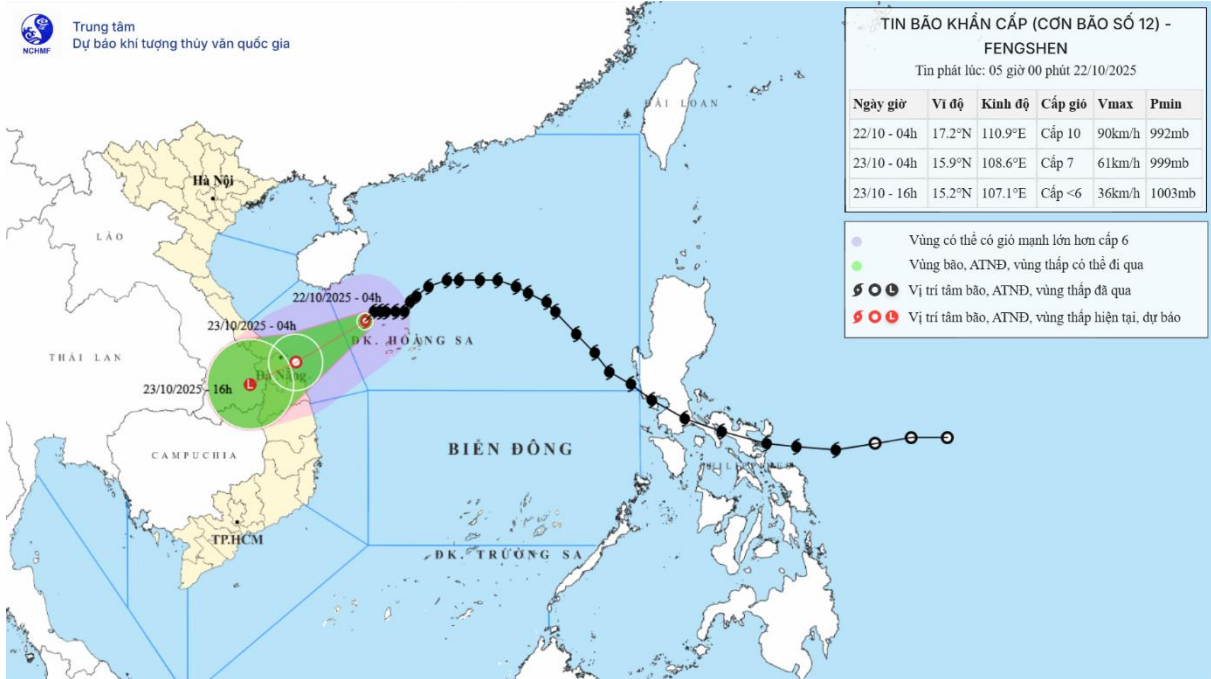 NCHMF
Trung tâm
Dự báo khí tượng thủy văn quốc gia
TIN BÃO KHẨN CẤP (CƠN BÃO SỐ 12) -
FENGSHEN
Tin phát lúc: 05 giờ 00 phút 22/10/2025
Ngày giờ Vĩ độ Kinh độ Cấp gió Vmax Pmin
22/10 - 04h 17.2°N 110.9°E Cấp 10 90km/h 992mb
23/10 - 04h 15.9°N 108.6°E Cấp 7 61km/h 999mb
23/10 - 16h 15.2°N 107.1°E Cấp <6 36km/h 1003mb
Vùng có thể có gió mạnh lớn hơn cấp 6
Vùng bão, ATNĐ, vùng thấp có thể đi qua
L Vị trí tâm bão, ATNĐ, vùng thấp đã qua
L Vị trí tâm bão, ATNĐ, vùng thấp hiện tại, dự báo
ĐÀI LOAN
Hà Nội
LÀO
22/10/2025 - 04h
23/10/2025 - 04h
ĐK. HOÀNG SA
THÁI LAN
Đà Nẵng
23/10/2025 - 16h
L
BIỂN ĐÔNG
CAMPUCHIA
TP.HCM
ĐK. TRƯỜNG SA